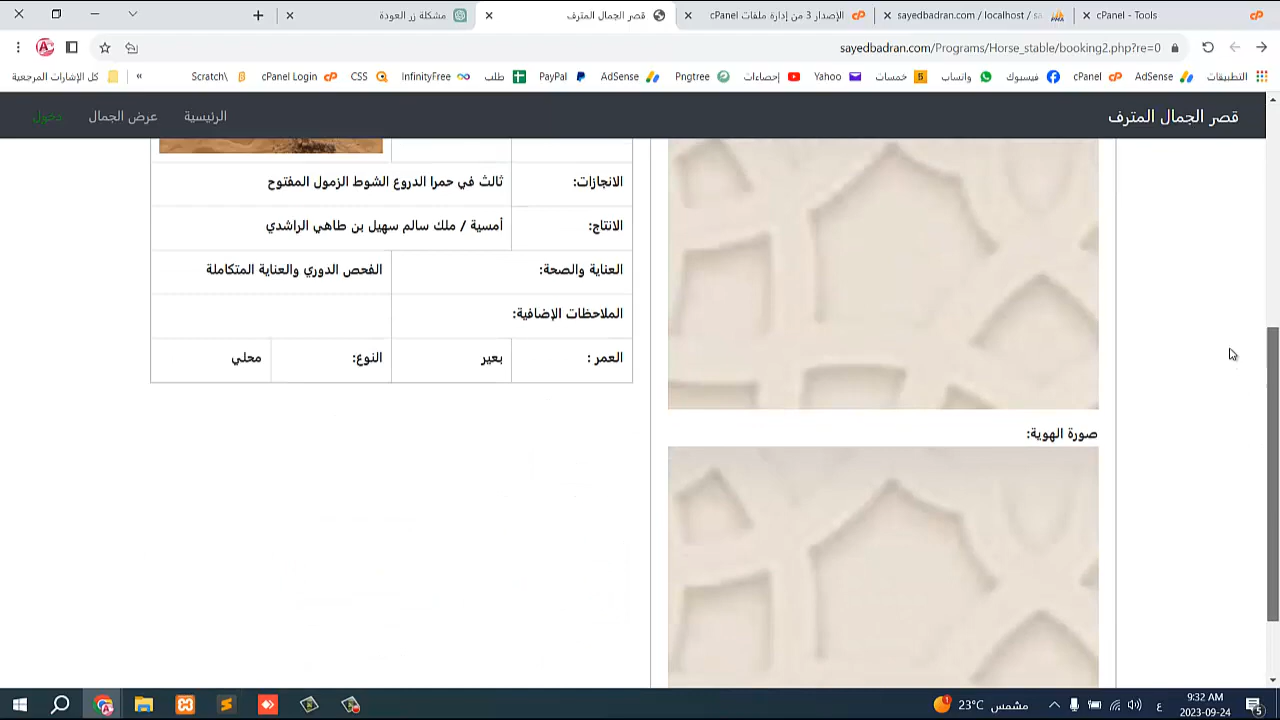 مشكلة زر العودة
قصر الجمال المترف
الإصدار 3 من إدارة ملفات cPanel
sayedbadran.com / localhost / sa
cPanel - Tools
sayedbadran.com/Programs/Horse_stable/booking2.php?re=0
التطبيقات
AdSense
cPanel
فيسبوك
واتساب
خمسات
Yahoo
إحصاءات
Pngtree
AdSense
PayPal
طلب
InfinityFree
CSS
cPanel Login
Scratch\
»
كل الإشارات المرجعية
قصر الجمال المترف
الرئيسية
عرض الجمال
دخول
الانجازات: ثالث في حمرا الدروع الشوط الزمول المفتوح
الانتاج: أمسية / ملك سالم سهيل بن طاهي الراشدي
العناية والصحة: الفحص الدوري والعناية المتكاملة
الملاحظات الإضافية:
العمر : بعير النوع: محلي
صورة الهوية:
23°C مشمس
ع
9:32 AM
2023-09-24
5